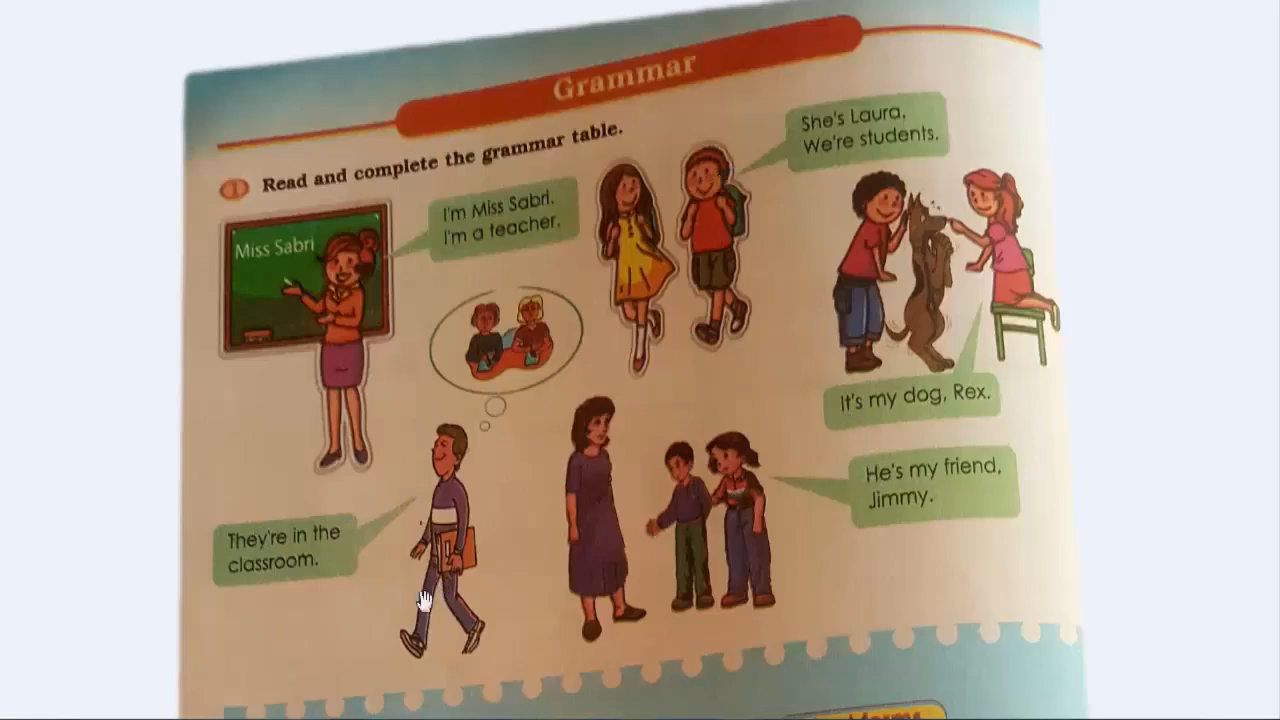 Grammar
1 Read and complete the grammar table.
She's Laura,
We're students.
I'm Miss Sabri.
I'm a teacher.
Miss Sabri
It's my dog, Rex.
He's my friend,
Jimmy.
They're in the
classroom.